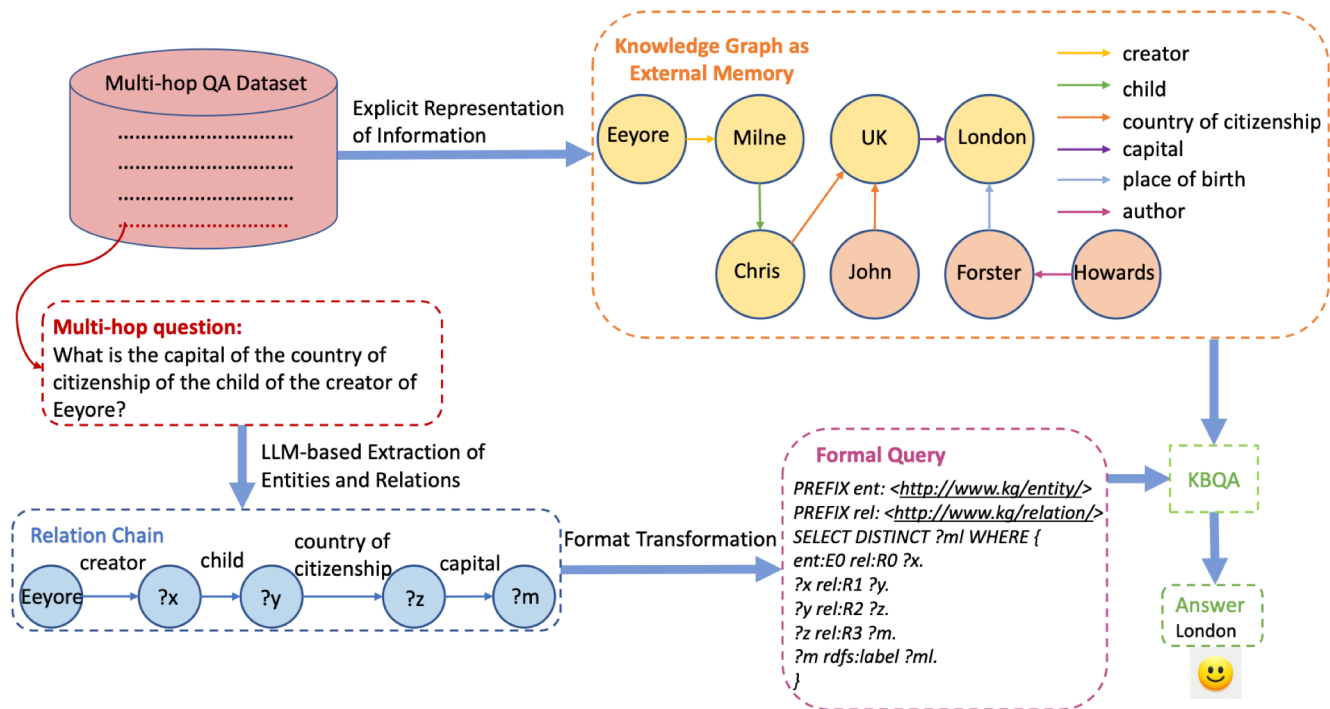 Multi-hop QA Dataset
Explicit Representation
of Information
Knowledge Graph as
External Memory
creator
child
country of citizenship
capital
place of birth
author
Eeyore
Milne
UK
London
Chris
John
Forster
Howards
Multi-hop question:
What is the capital of the country of
citizenship of the child of the creator of
Eeyore?
LLM-based Extraction of
Entities and Relations
Relation Chain
creator
child
country of
citizenship
capital
Eeyore
?x
?y
?z
?m
Format Transformation
Formal Query
PREFIX ent: <http://www.kg/entity/>
PREFIX rel: <http://www.kg/relation/>
SELECT DISTINCT ?ml WHERE {
ent:E0 rel:R0 ?x.
?x rel:R1 ?y.
?y rel:R2 ?z.
?z rel:R3 ?m.
?m rdfs:label ?ml.
}
KBQA
Answer
London